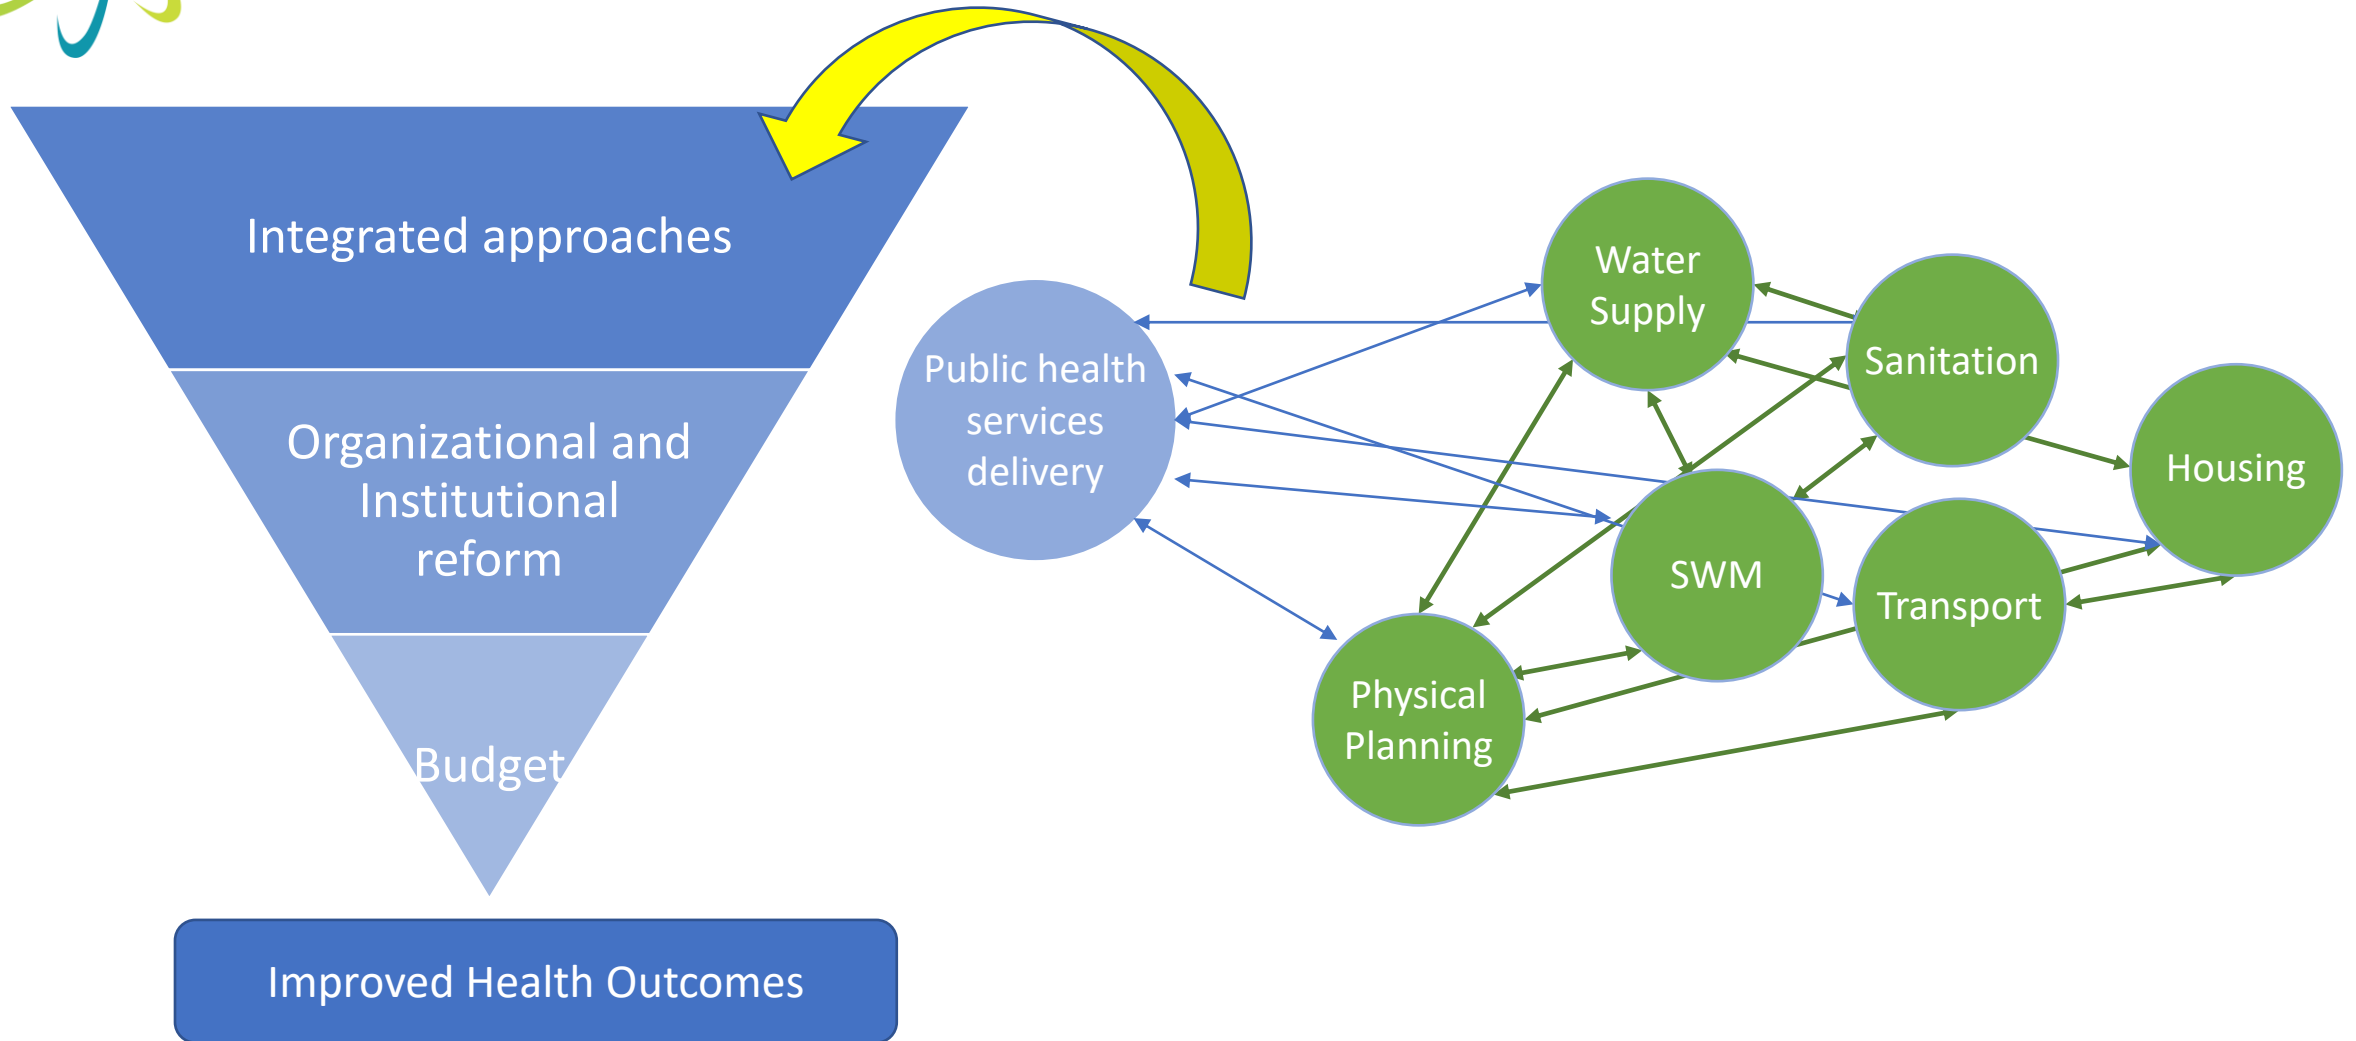 Integrated approaches
Organizational and
Institutional
reform
Budget
Improved Health Outcomes
Public health
services
delivery
Water
Supply
Sanitation
Housing
SWM
Transport
Physical
Planning